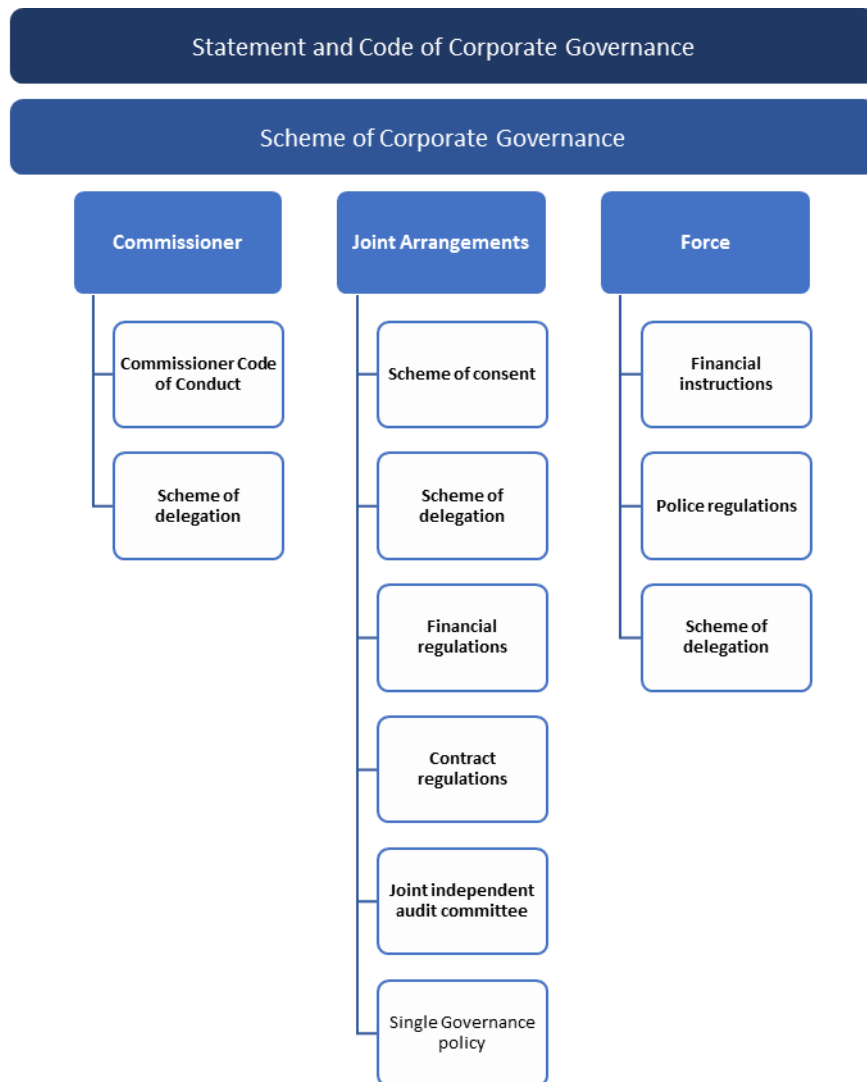 Statement and Code of Corporate Governance
Scheme of Corporate Governance
Commissioner
Commissioner Code
of Conduct
Scheme of
delegation
Joint Arrangements
Scheme of consent
Scheme of
delegation
Financial
regulations
Contract
regulations
Joint independent
audit committee
Single Governance
policy
Force
Financial
instructions
Police regulations
Scheme of
delegation